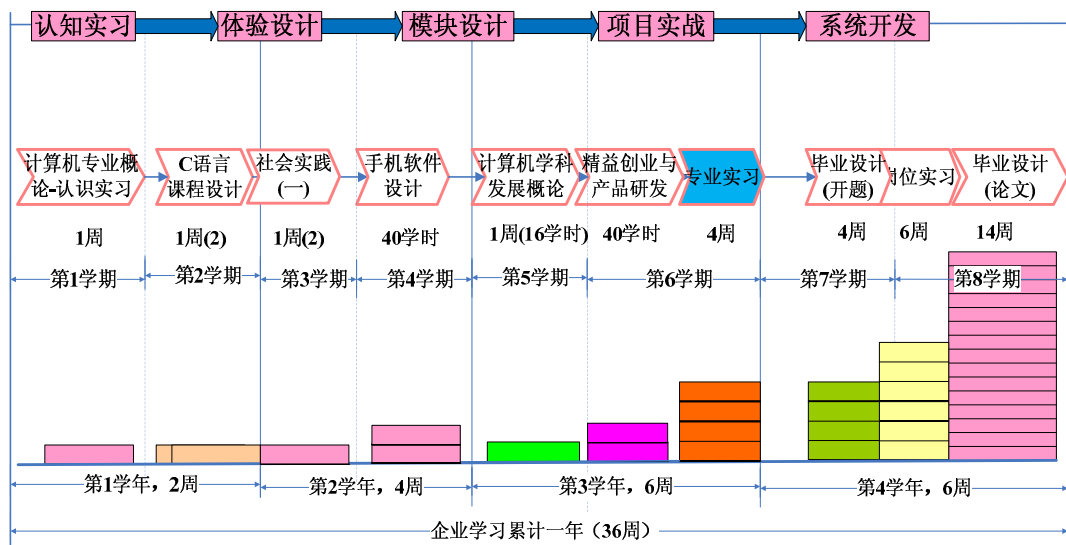 认知实习
体验设计
模块设计
项目实战
系统开发
计算机专业概
论-认识实习
C语言
课程设计
社会实践
(一)
手机软件
设计
计算机学科
发展概论
精益创业与
产品研发
专业实习
毕业设计
(开题)
岗位实习
毕业设计
(论文)
1周
1周(2)
1周(2)
40学时
1周(16学时)
40学时
4周
4周
6周
14周
第1学期
第2学期
第3学期
第4学期
第5学期
第6学期
第7学期
第8学期
第1学年，2周
第2学年，4周
第3学年，6周
第4学年，6周
企业学习累计一年（36周）